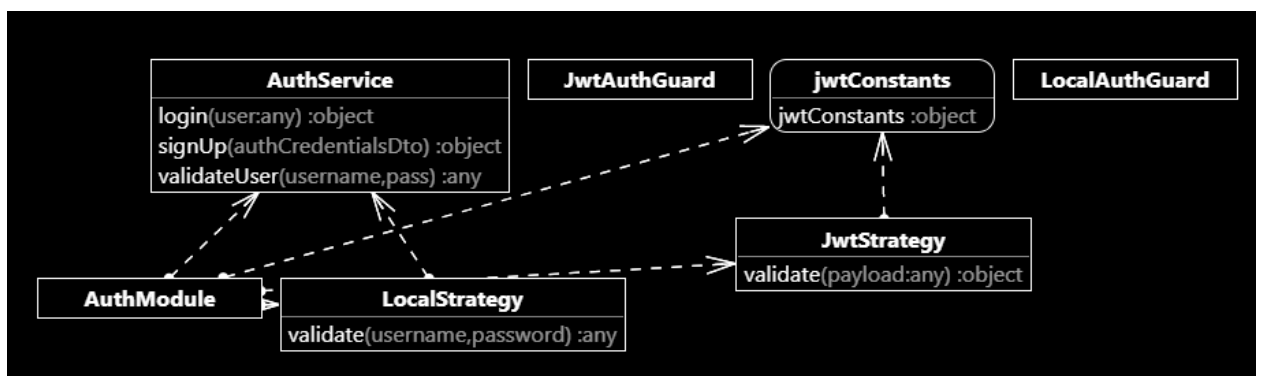 AuthService
login(user:any) :object
signUp(authCredentialsDto) :object
validateUser(username,pass) :any
JwtAuthGuard
jwtConstants
jwtConstants :object
LocalAuthGuard
JwtStrategy
validate(payload:any) :object
AuthModule
LocalStrategy
validate(username,password) :any